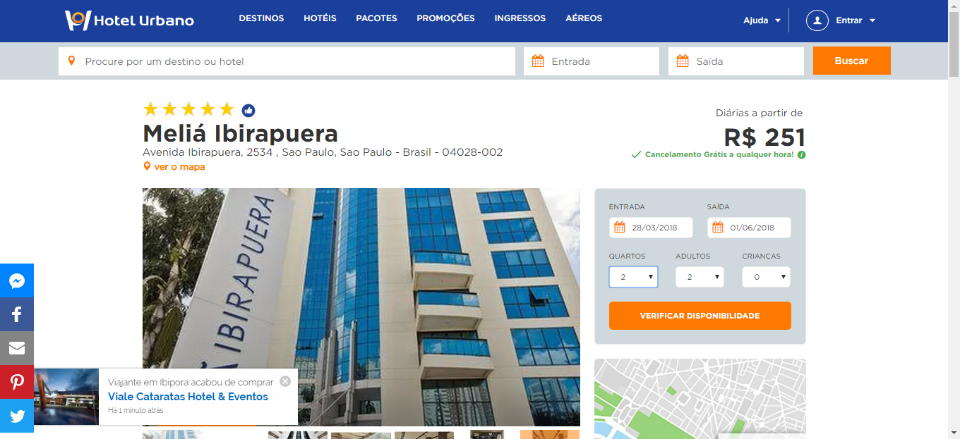 Hotel Urbano
DESTINOS HOTÉIS PACOTES PROMOÇÕES INGRESSOS AÉREOS
Ajuda Entrar
Procure por um destino ou hotel Entrada Saída Buscar
Meliá Ibirapuera
Avenida Ibirapuera, 2534 , Sao Paulo, Sao Paulo - Brasil - 04028-002
ver o mapa
Diárias a partir de
R$ 251
Cancelamento Grátis a qualquer hora!
IBIRAPUERA
ENTRADA SAÍDA
28/03/2018 01/06/2018
QUARTOS ADULTOS CRIANÇAS
2 2 0
VERIFICAR DISPONIBILIDADE
Viajante em Ibipora acabou de comprar
Viale Cataratas Hotel & Eventos
Há 1 minuto atrás